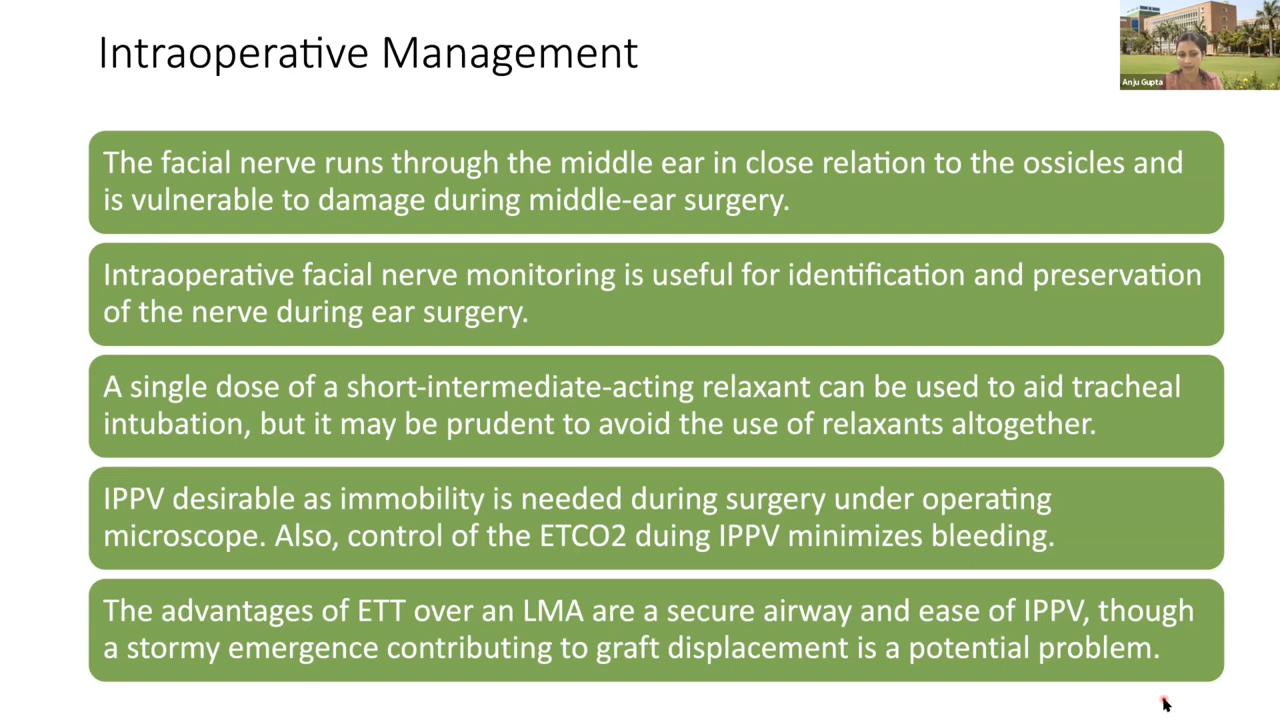 Intraoperative Management
Anju Gupta
The facial nerve runs through the middle ear in close relation to the ossicles and
is vulnerable to damage during middle-ear surgery.
Intraoperative facial nerve monitoring is useful for identification and preservation
of the nerve during ear surgery.
A single dose of a short-intermediate-acting relaxant can be used to aid tracheal
intubation, but it may be prudent to avoid the use of relaxants altogether.
IPPV desirable as immobility is needed during surgery under operating
microscope. Also, control of the ETCO2 duing IPPV minimizes bleeding.
The advantages of ETT over an LMA are a secure airway and ease of IPPV, though
a stormy emergence contributing to graft displacement is a potential problem.